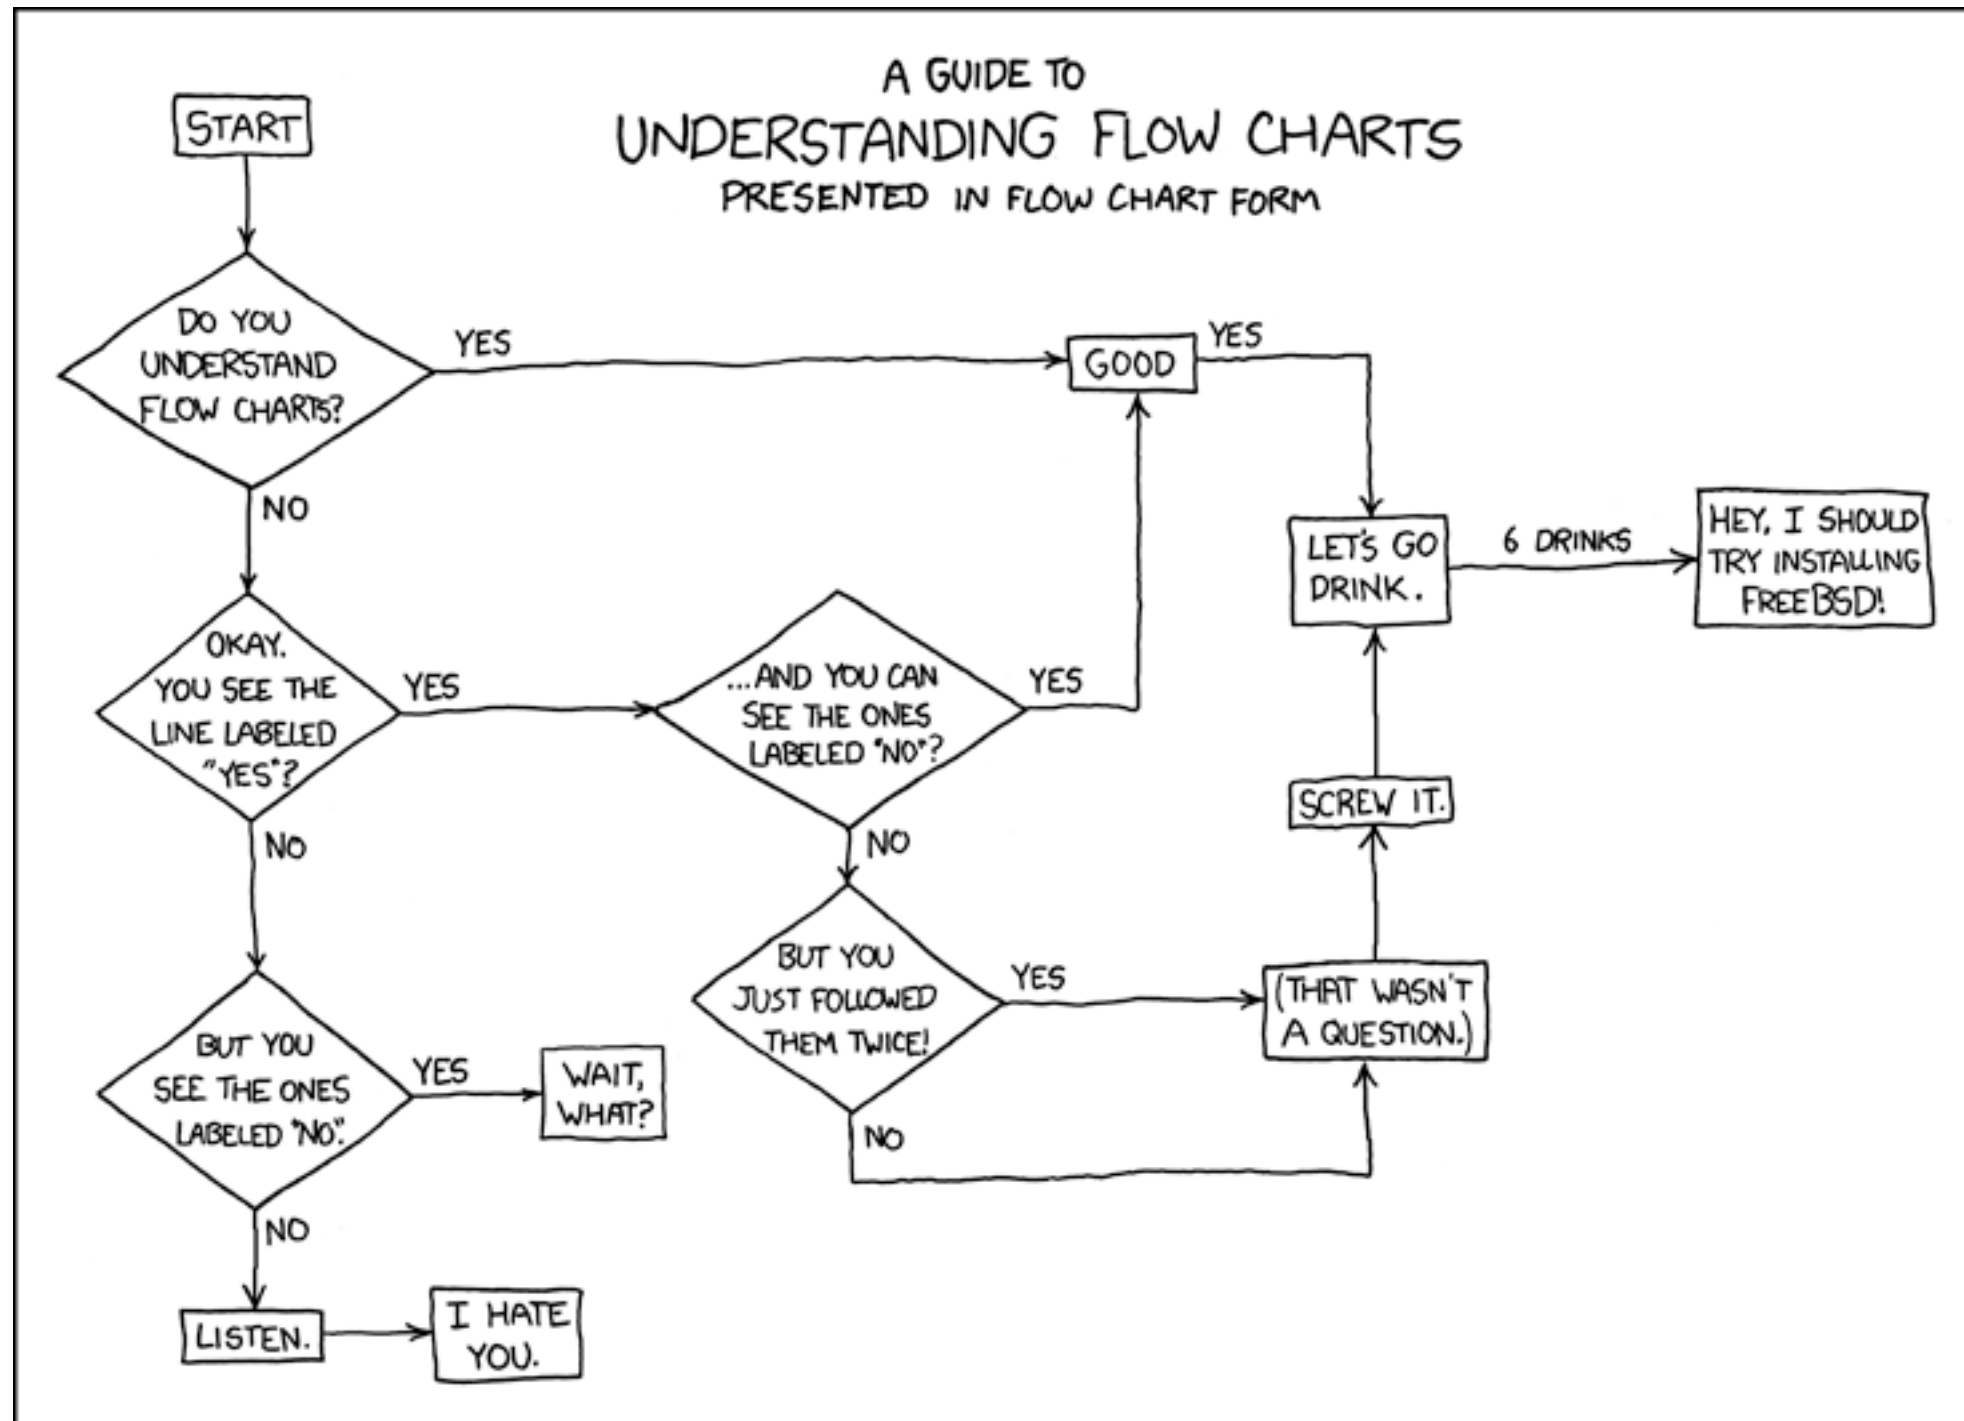 A GUIDE TO
UNDERSTANDING FLOW CHARTS
PRESENTED IN FLOW CHART FORM
START
DO YOU
UNDERSTAND
FLOW CHARTS?
YES
GOOD
YES
NO
LET'S GO
DRINK.
6 DRINKS
HEY, I SHOULD
TRY INSTALLING
FREEBSD!
OKAY.
YOU SEE THE
LINE LABELED
"YES"?
YES
...AND YOU CAN
SEE THE ONES
LABELED "NO"?
YES
NO
NO
SCREW IT.
BUT YOU
JUST FOLLOWED
THEM TWICE!
YES
(THAT WASN'T
A QUESTION.)
NO
BUT YOU
SEE THE ONES
LABELED "NO".
YES
WAIT,
WHAT?
NO
LISTEN.
I HATE
YOU.